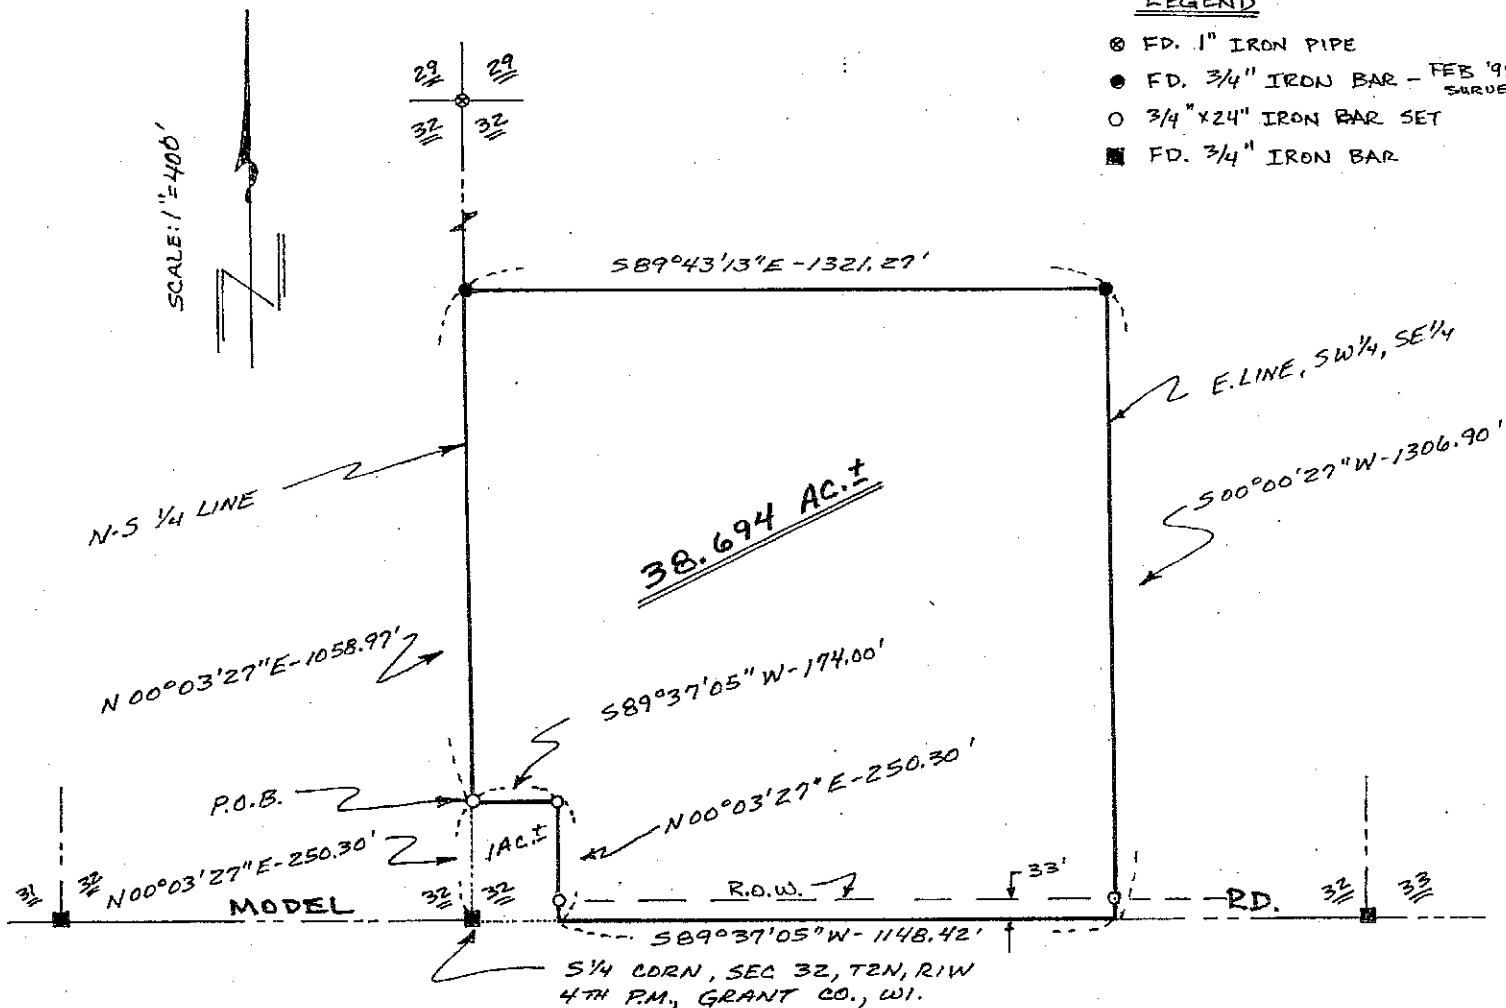 LEGEND
FD. 1" IRON PIPE
FD. 3/4" IRON BAR - FEB
3/4"x24" IRON BAR SET
FD. 3/4" IRON BAR
SCALE: 1"=400'
29 29
32 32
S89°43'13"E-1321.27'
E. LINE, SW1/4, SE1/4
N-S 1/4 LINE
S00°00'27"W-1306.90'
38.694 AC.±
N00°03'27"E-1058.97'
S89°37'05"W-174.00'
P.O.B.
N00°03'27"E-250.30'
1AC.±
N00°03'27"E-250.30'
33'
R.O.W.
31 32
MODEL
32 32
RD.
32 33
S89°37'05"W-1148.42'
S1/4 CORN, SEC 32, T2N, R1W
4TH P.M., GRANT CO., WI.